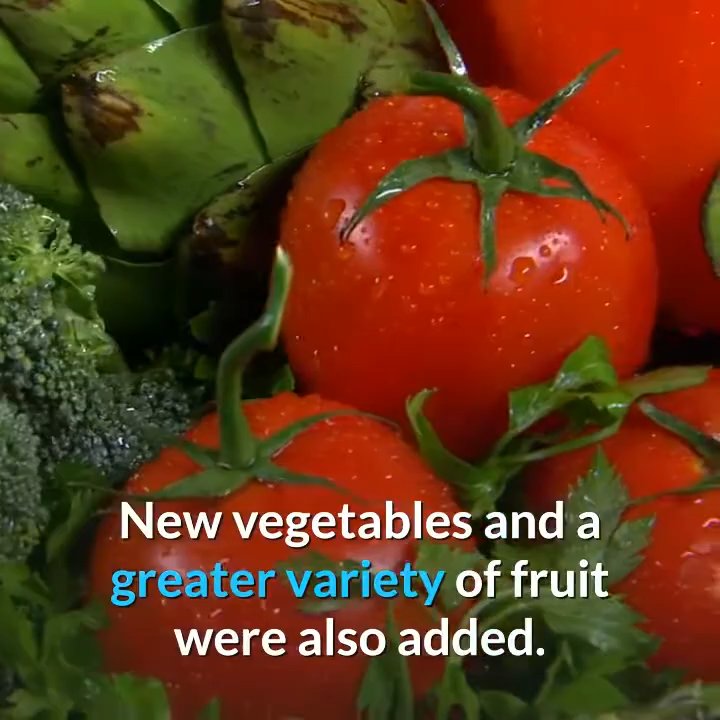 New vegetables and a
greater variety of fruit
were also added.